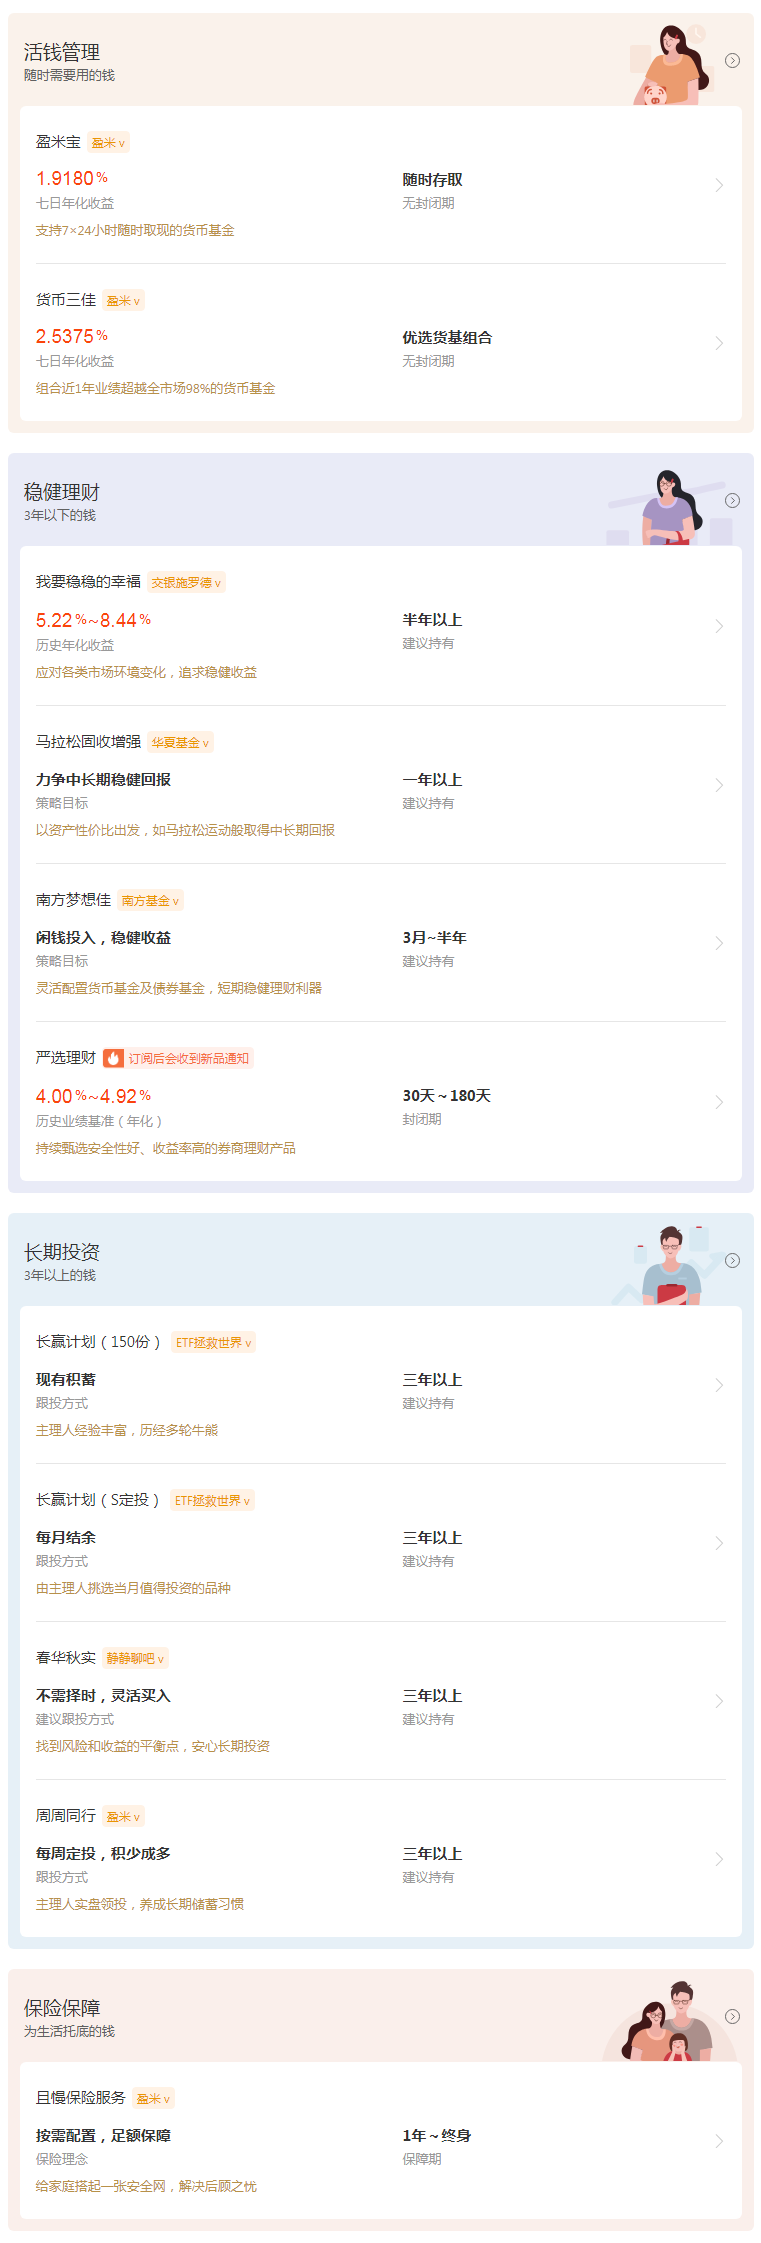 活钱管理
随时需要用的钱
盈米宝 盈米 v
1.9180% 随时存取
七日年化收益 无封闭期
支持7×24小时随时取现的货币基金
货币三佳 盈米 v
2.5375% 优选货基组合
七日年化收益 无封闭期
组合近1年业绩超越全市场98%的货币基金
稳健理财
3年以下的钱
我要稳稳的幸福 交银施罗德 v
5.22%~8.44% 半年以上
历史年化收益 建议持有
应对各类市场环境变化，追求稳健收益
马拉松固收增强 华夏基金 v
力争中长期稳健回报 一年以上
策略目标 建议持有
以资产性价比出发，如马拉松运动般取得中长期回报
南方梦想佳 南方基金 v
闲钱投入，稳健收益 3月~半年
策略目标 建议持有
灵活配置货币基金及债券基金，短期稳健理财利器
严选理财 订阅后会收到新品通知
4.00%~4.92% 30天～180天
历史业绩基准（年化） 封闭期
持续甄选安全性好、收益率高的券商理财产品
长期投资
3年以上的钱
长赢计划（150份） ETF拯救世界 v
现有积蓄 三年以上
跟投方式 建议持有
主理人经验丰富，历经多轮牛熊
长赢计划（S定投） ETF拯救世界 v
每月结余 三年以上
跟投方式 建议持有
由主理人挑选当月值得投资的品种
春华秋实 静静聊吧 v
不需择时，灵活买入 三年以上
建议跟投方式 建议持有
找到风险和收益的平衡点，安心长期投资
周周同行 盈米 v
每周定投，积少成多 三年以上
跟投方式 建议持有
主理人实盘领投，养成长期储蓄习惯
保险保障
为生活托底的钱
且慢保险服务 盈米 v
按需配置，足额保障 1年～终身
保险理念 保障期
给家庭搭起一张安全网，解决后顾之忧